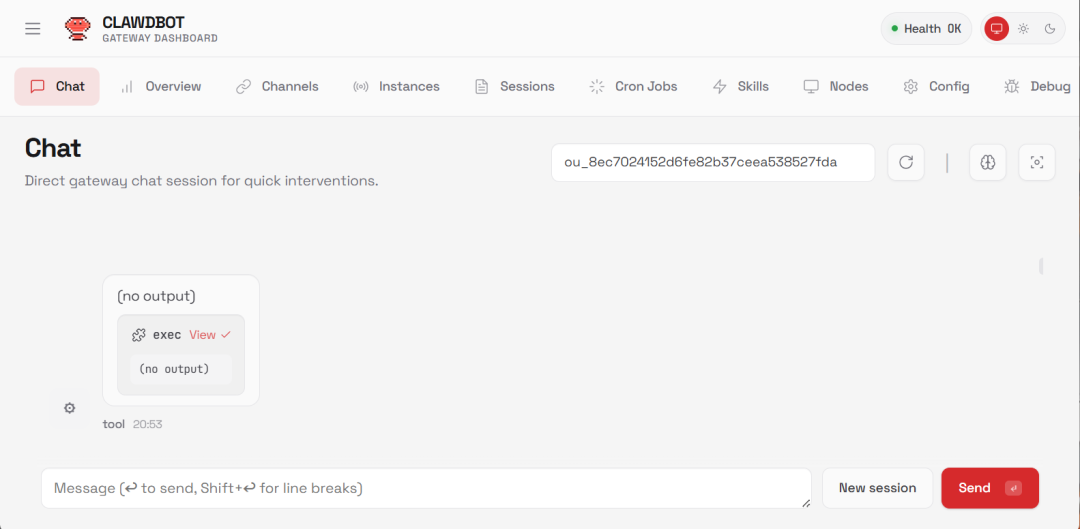 CLAWDBOT
GATEWAY DASHBOARD
Health OK
Chat Overview Channels Instances Sessions Cron Jobs Skills Nodes Config Debug
Chat
Direct gateway chat session for quick interventions.
ou_8ec7024152d6fe82b37ceea538527fda
(no output)
exec View ✓
(no output)
tool 20:53
Message (↩ to send, Shift+↩ for line breaks)
New session
Send ↵